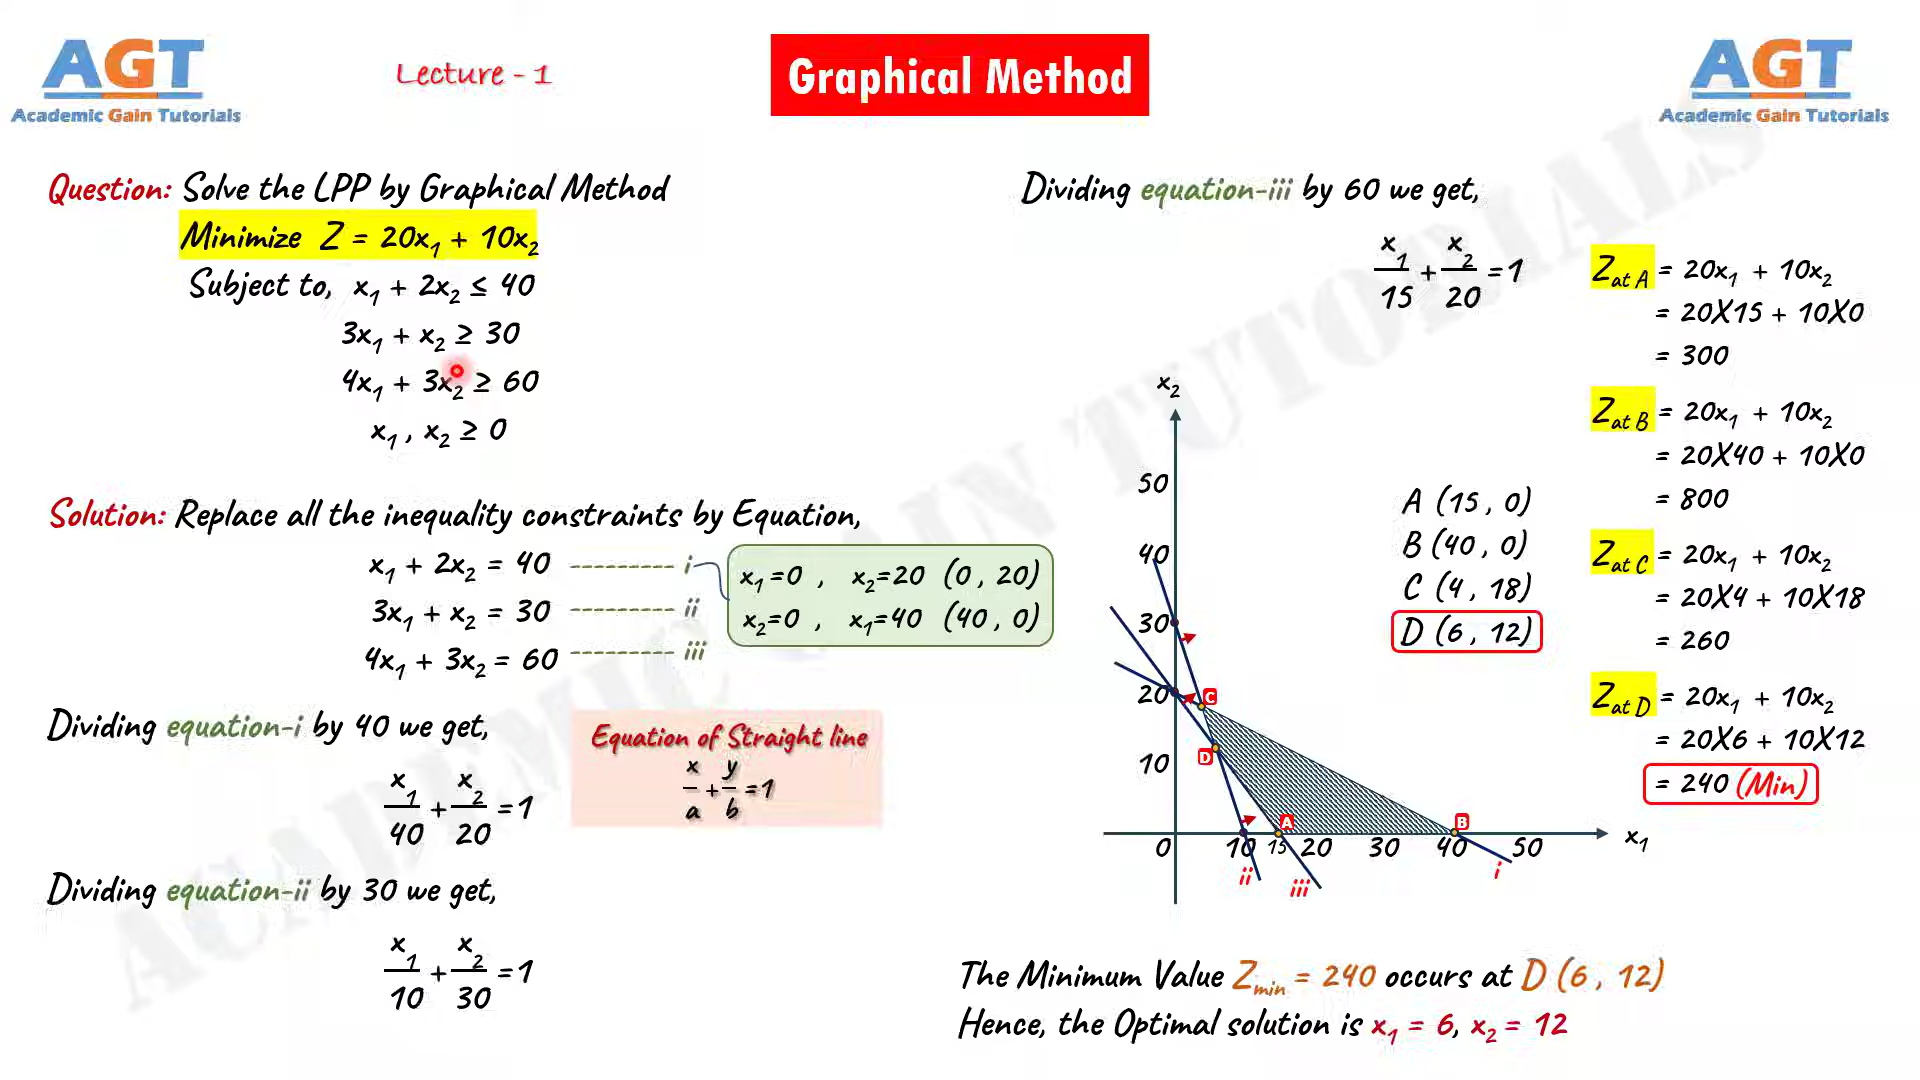 AGT
Academic Gain Tutorials
Lecture - 1
Graphical Method
AGT
Academic Gain Tutorials
Question: Solve the LPP by Graphical Method
Minimize Z = 20x₁ + 10x₂
Subject to, x₁ + 2x₂ ≤ 40
3x₁ + x₂ ≥ 30
4x₁ + 3x₂ ≥ 60
x₁ , x₂ ≥ 0
Solution: Replace all the inequality constraints by Equation,
x₁ + 2x₂ = 40 --------- i
3x₁ + x₂ = 30 --------- ii
4x₁ + 3x₂ = 60 --------- iii
x₁=0 , x₂=20 (0 , 20)
x₂=0 , x₁=40 (40 , 0)
Dividing equation-i by 40 we get,
x₁/40 + x₂/20 = 1
Equation of Straight line
x/a + y/b = 1
Dividing equation-ii by 30 we get,
x₁/10 + x₂/30 = 1
Dividing equation-iii by 60 we get,
x₁/15 + x₂/20 = 1
x₂
50
40
30
20
10
0 10 15 20 30 40 50 x₁
C
D
A
B
ii iii i
A (15 , 0)
B (40 , 0)
C (4 , 18)
D (6 , 12)
Z at A = 20x₁ + 10x₂
= 20X15 + 10X0
= 300
Z at B = 20x₁ + 10x₂
= 20X40 + 10X0
= 800
Z at C = 20x₁ + 10x₂
= 20X4 + 10X18
= 260
Z at D = 20x₁ + 10x₂
= 20X6 + 10X12
= 240 (Min)
The Minimum Value Zmin = 240 occurs at D (6 , 12)
Hence, the Optimal solution is x₁ = 6, x₂ = 12
ACADEMIC GAIN TUTORIALS